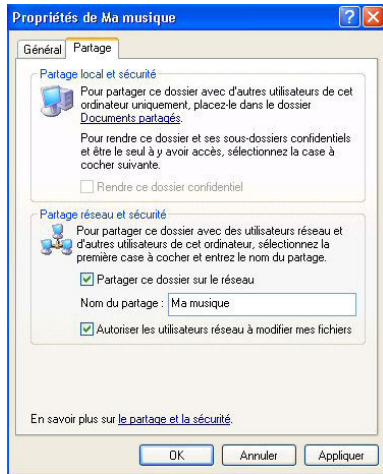 Propriétés de Ma musique
Général
Partage
Partage local et sécurité
Pour partager ce dossier avec d'autres utilisateurs de cet
ordinateur uniquement, placez-le dans le dossier
Documents partagés.
Pour rendre ce dossier et ses sous-dossiers confidentiels
et être le seul à y avoir accès, sélectionnez la case à
cocher suivante.
Rendre ce dossier confidentiel
Partage réseau et sécurité
Pour partager ce dossier avec des utilisateurs réseau et
d'autres utilisateurs de cet ordinateur, sélectionnez la
première case à cocher et entrez le nom du partage.
Partager ce dossier sur le réseau
Nom du partage : Ma musique
Autoriser les utilisateurs réseau à modifier mes fichiers
En savoir plus sur le partage et la sécurité.
OK
Annuler
Appliquer